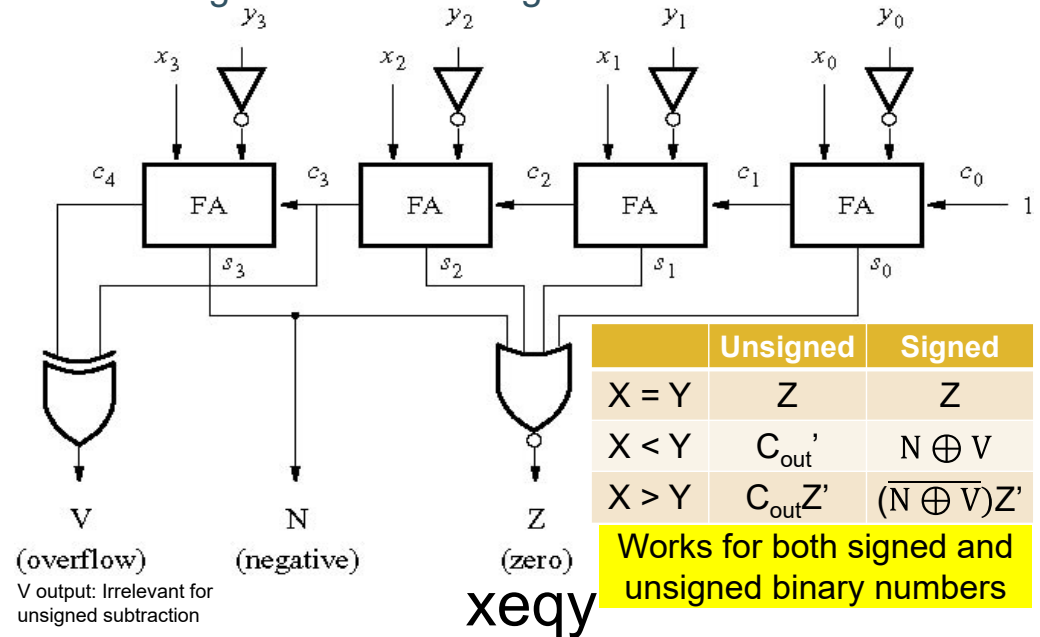 y₃ y₂ y₁ y₀
x₃ x₂ x₁ x₀
c₄ FA c₃ FA c₂ FA c₁ FA c₀ 1
s₃ s₂ s₁ s₀
Unsigned Signed
X = Y Z Z
X < Y Cout' N ⊕ V
X > Y CoutZ' (N ⊕ V)Z'
V N Z
(overflow) (negative) (zero)
Works for both signed and
unsigned binary numbers
V output: Irrelevant for
unsigned subtraction
xeqy